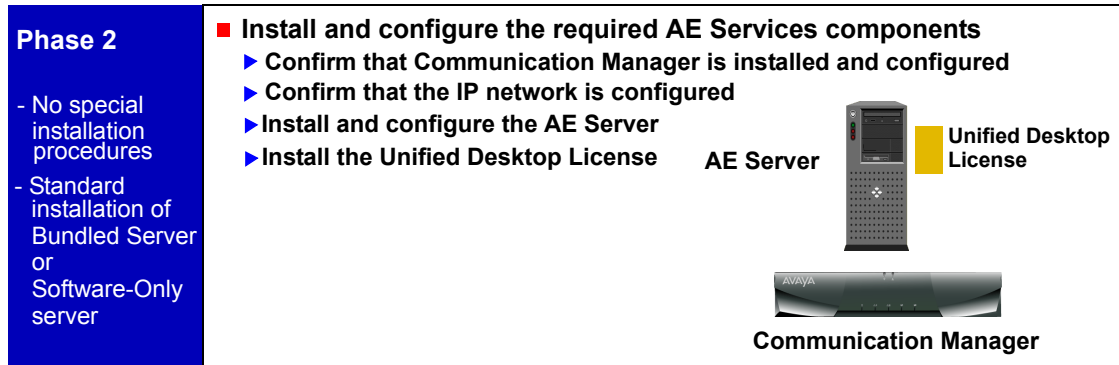 Phase 2
- No special
installation
procedures
- Standard
installation of
Bundled Server
or
Software-Only
server
Install and configure the required AE Services components
Confirm that Communication Manager is installed and configured
Confirm that the IP network is configured
Install and configure the AE Server
Install the Unified Desktop License
AE Server
Unified Desktop
License
AVAYA
Communication Manager